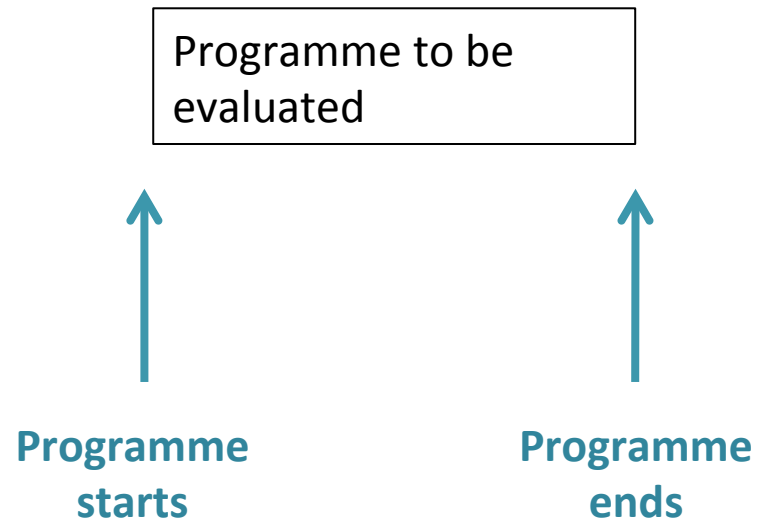 Programme to be
evaluated
Programme
starts
Programme
ends